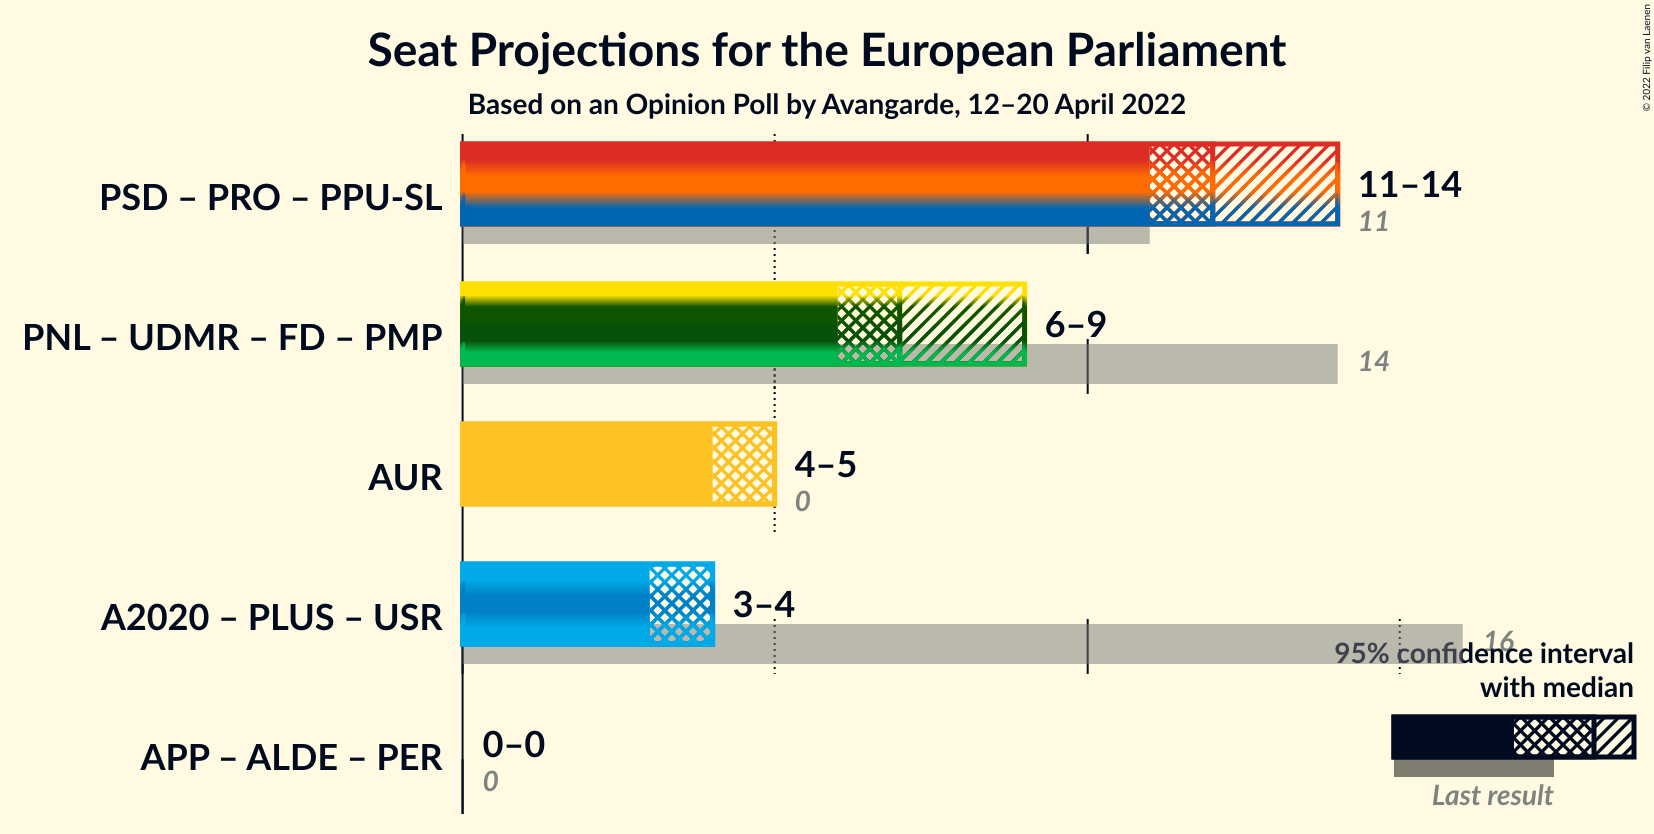 Seat Projections for the European Parliament
Based on an Opinion Poll by Avangarde, 12–20 April 2022
© 2022 Filip van Laenen
PSD – PRO – PPU-SL
11–14
11
PNL – UDMR – FD – PMP
6–9
14
AUR
4–5
0
A2020 – PLUS – USR
3–4
16
95% confidence interval
with median
APP – ALDE – PER
0–0
0
Last result